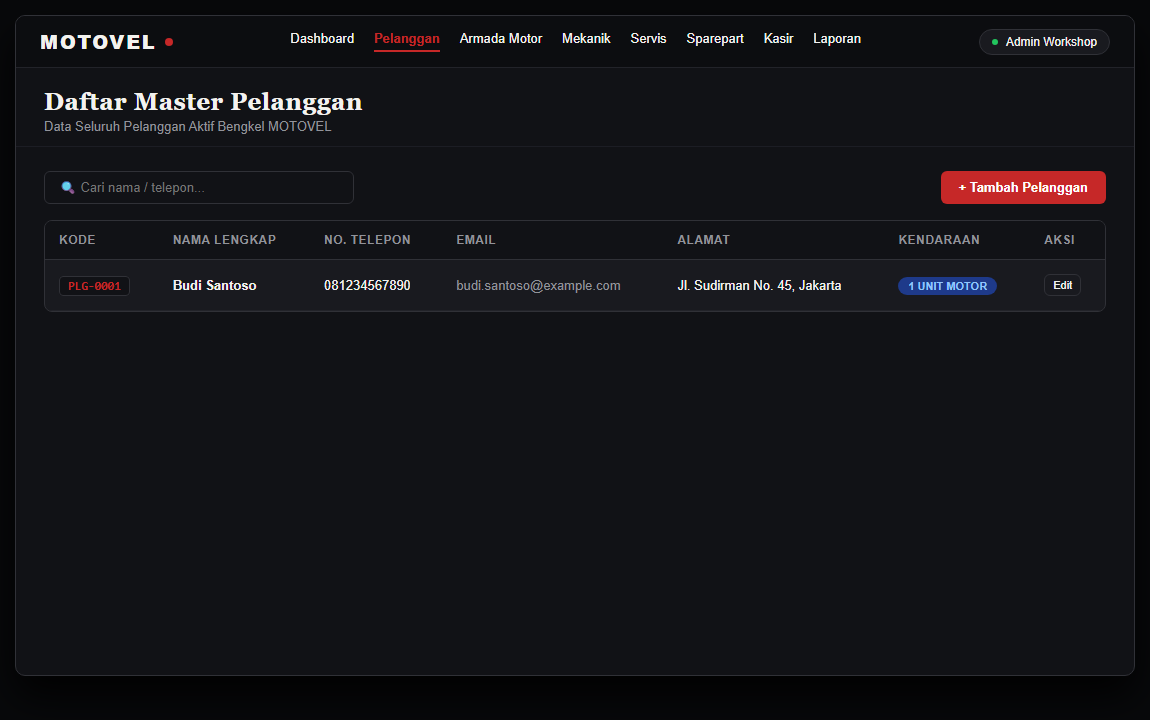 MOTOVEL
Dashboard Pelanggan Armada Motor Mekanik Servis Sparepart Kasir Laporan
Admin Workshop
Daftar Master Pelanggan
Data Seluruh Pelanggan Aktif Bengkel MOTOVEL
Cari nama / telepon...
+ Tambah Pelanggan
KODE NAMA LENGKAP NO. TELEPON EMAIL ALAMAT KENDARAAN AKSI
PLG-0001 Budi Santoso 081234567890 budi.santoso@example.com Jl. Sudirman No. 45, Jakarta 1 UNIT MOTOR Edit